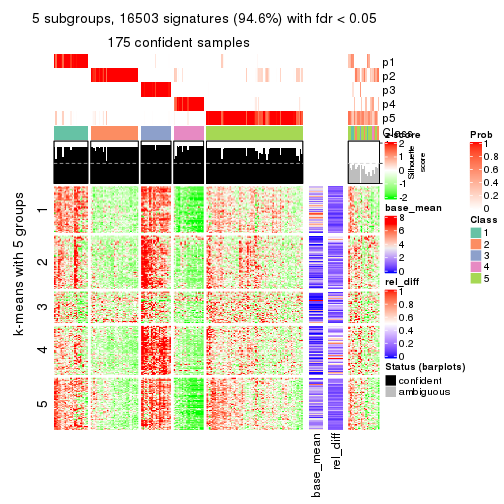 5 subgroups, 16503 signatures (94.6%) with fdr < 0.05
175 confident samples
p1
p2
p3
p4
p5
Class
Silhouette
score
k-means with 5 groups
1
2
3
4
5
base_mean
rel_diff
z-score
2
1
0
-1
-2
base_mean
8
6
4
2
0
rel_diff
1
0.8
0.6
0.4
0.2
0
Status (barplots)
confident
ambiguous
Prob
1
0.8
0.6
0.4
0.2
0
Class
1
2
3
4
5